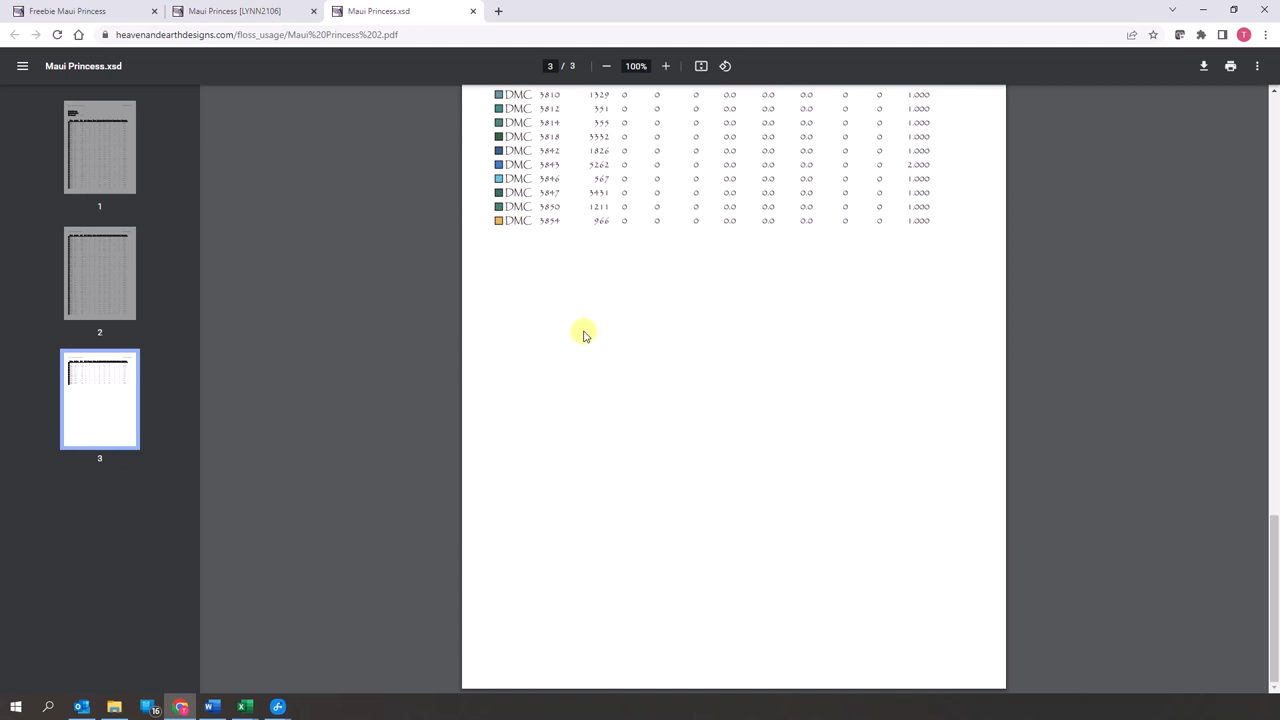 Freebie Maui Princess
Maui Princess [LYNN2106]
Maui Princess.xsd
heavenandearthdesigns.com/floss_usage/Maui%20Princess%202.pdf
Maui Princess.xsd
3 / 3
100%
DMC 3810 1329 0 0 0 0.0 0.0 0.0 0 0 1.000
DMC 3812 351 0 0 0 0.0 0.0 0.0 0 0 1.000
DMC 3814 355 0 0 0 0.0 0.0 0.0 0 0 1.000
DMC 3818 3332 0 0 0 0.0 0.0 0.0 0 0 1.000
DMC 3842 1826 0 0 0 0.0 0.0 0.0 0 0 1.000
DMC 3843 5262 0 0 0 0.0 0.0 0.0 0 0 2.000
DMC 3846 567 0 0 0 0.0 0.0 0.0 0 0 1.000
DMC 3847 3431 0 0 0 0.0 0.0 0.0 0 0 1.000
DMC 3850 1211 0 0 0 0.0 0.0 0.0 0 0 1.000
DMC 3854 966 0 0 0 0.0 0.0 0.0 0 0 1.000
1
2
3
T
16